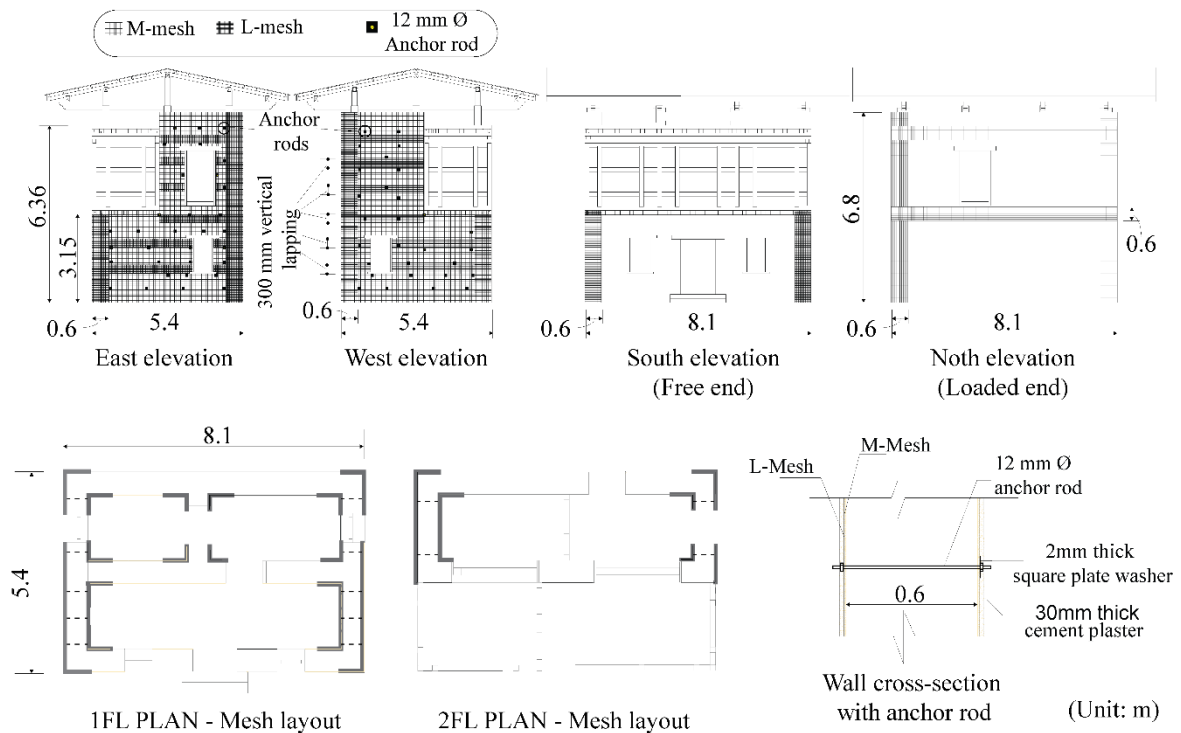 M-mesh
L-mesh
12 mm Ø
Anchor rod
Anchor
rods
6.36
3.15
0.6
5.4
East elevation
300 mm vertical
lapping
0.6
5.4
West elevation
0.6
8.1
South elevation
(Free end)
6.8
0.6
0.6
8.1
Noth elevation
(Loaded end)
8.1
5.4
1FL PLAN - Mesh layout
2FL PLAN - Mesh layout
M-Mesh
L-Mesh
12 mm Ø
anchor rod
2mm thick
square plate washer
0.6
30mm thick
cement plaster
Wall cross-section
with anchor rod
(Unit: m)